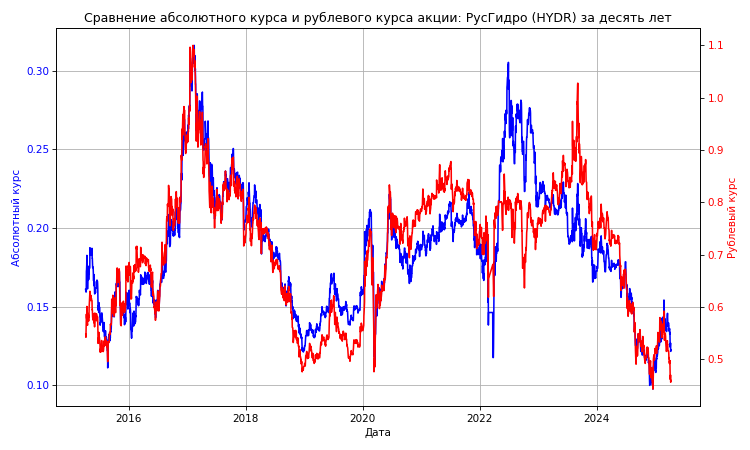 Сравнение абсолютного курса и рублевого курса акции: РусГидро (HYDR) за десять лет
0.30
0.25
0.20
0.15
0.10
Абсолютный курс
1.1
1.0
0.9
0.8
0.7
0.6
0.5
Рублевый курс
2016 2018 2020 2022 2024
Дата